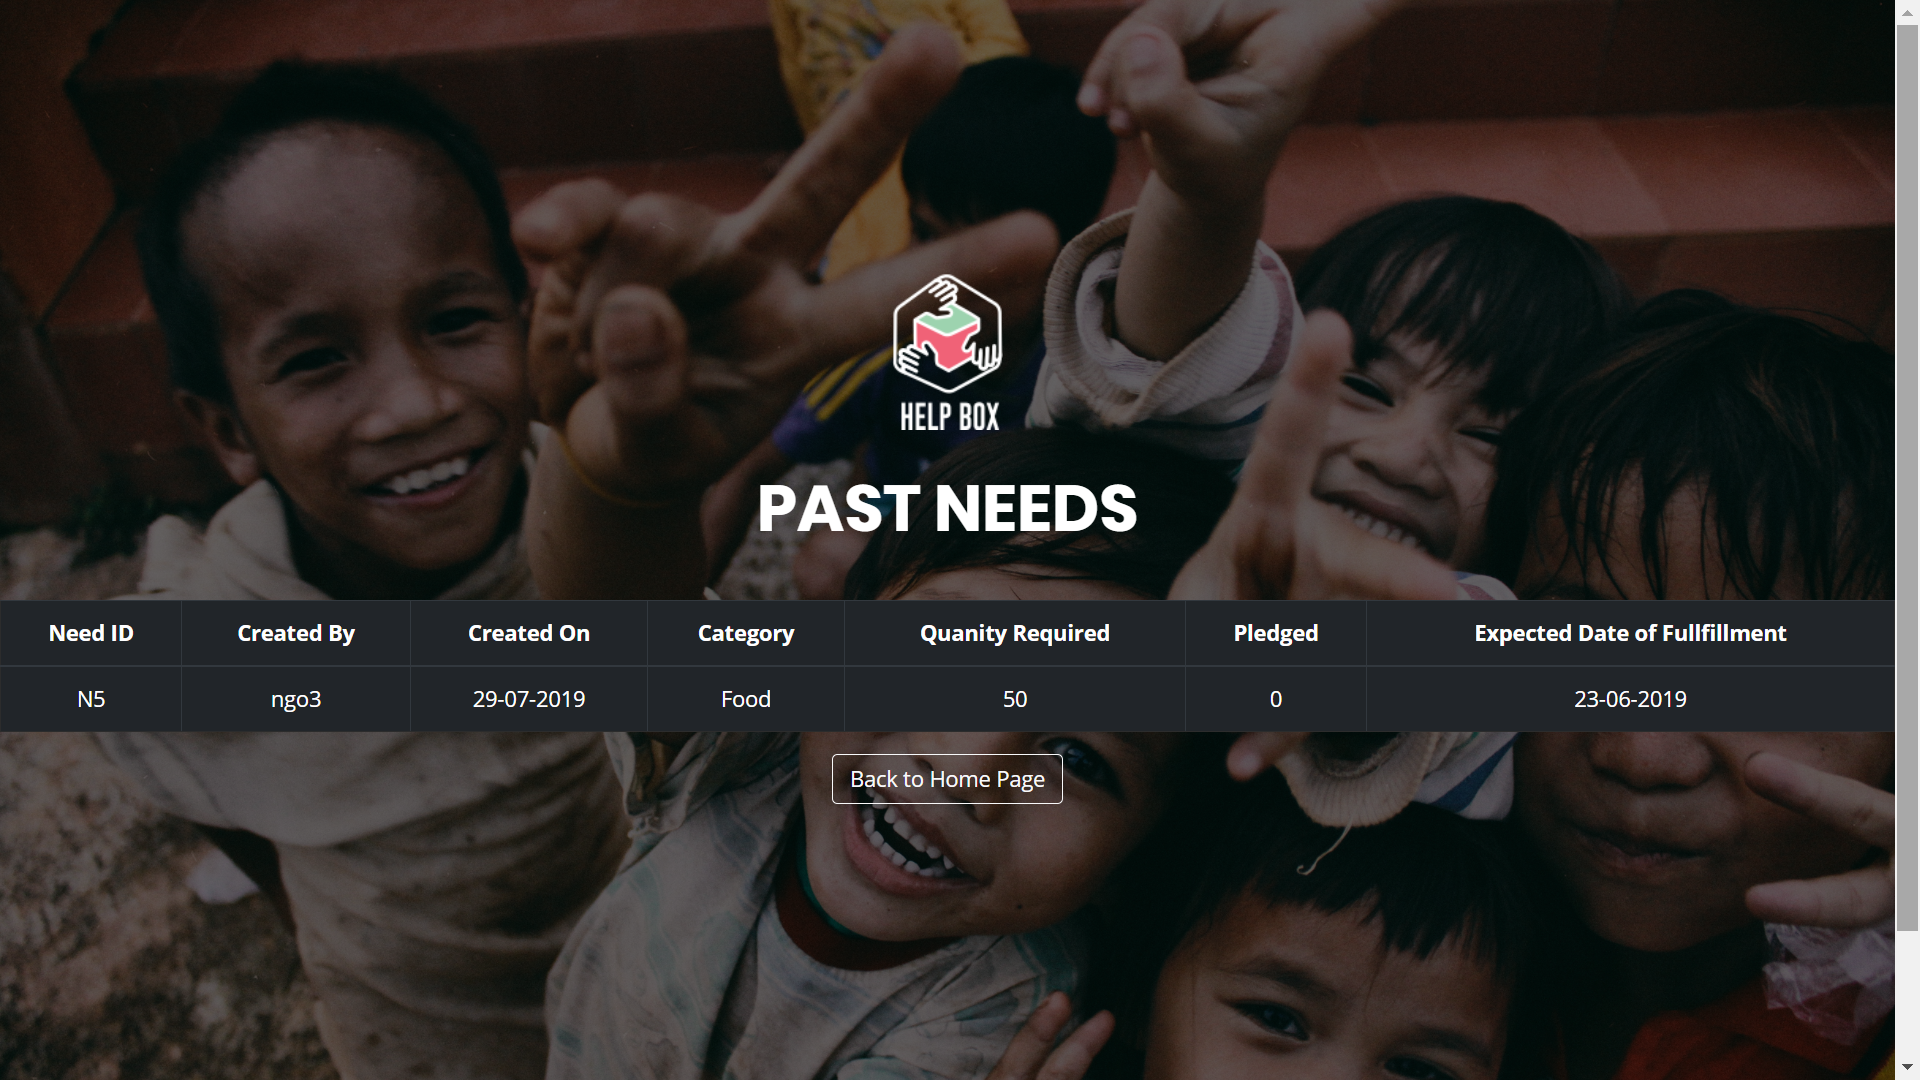 HELP BOX
PAST NEEDS
Need ID Created By Created On Category Quanity Required Pledged Expected Date of Fullfillment
N5 ngo3 29-07-2019 Food 50 0 23-06-2019
Back to Home Page